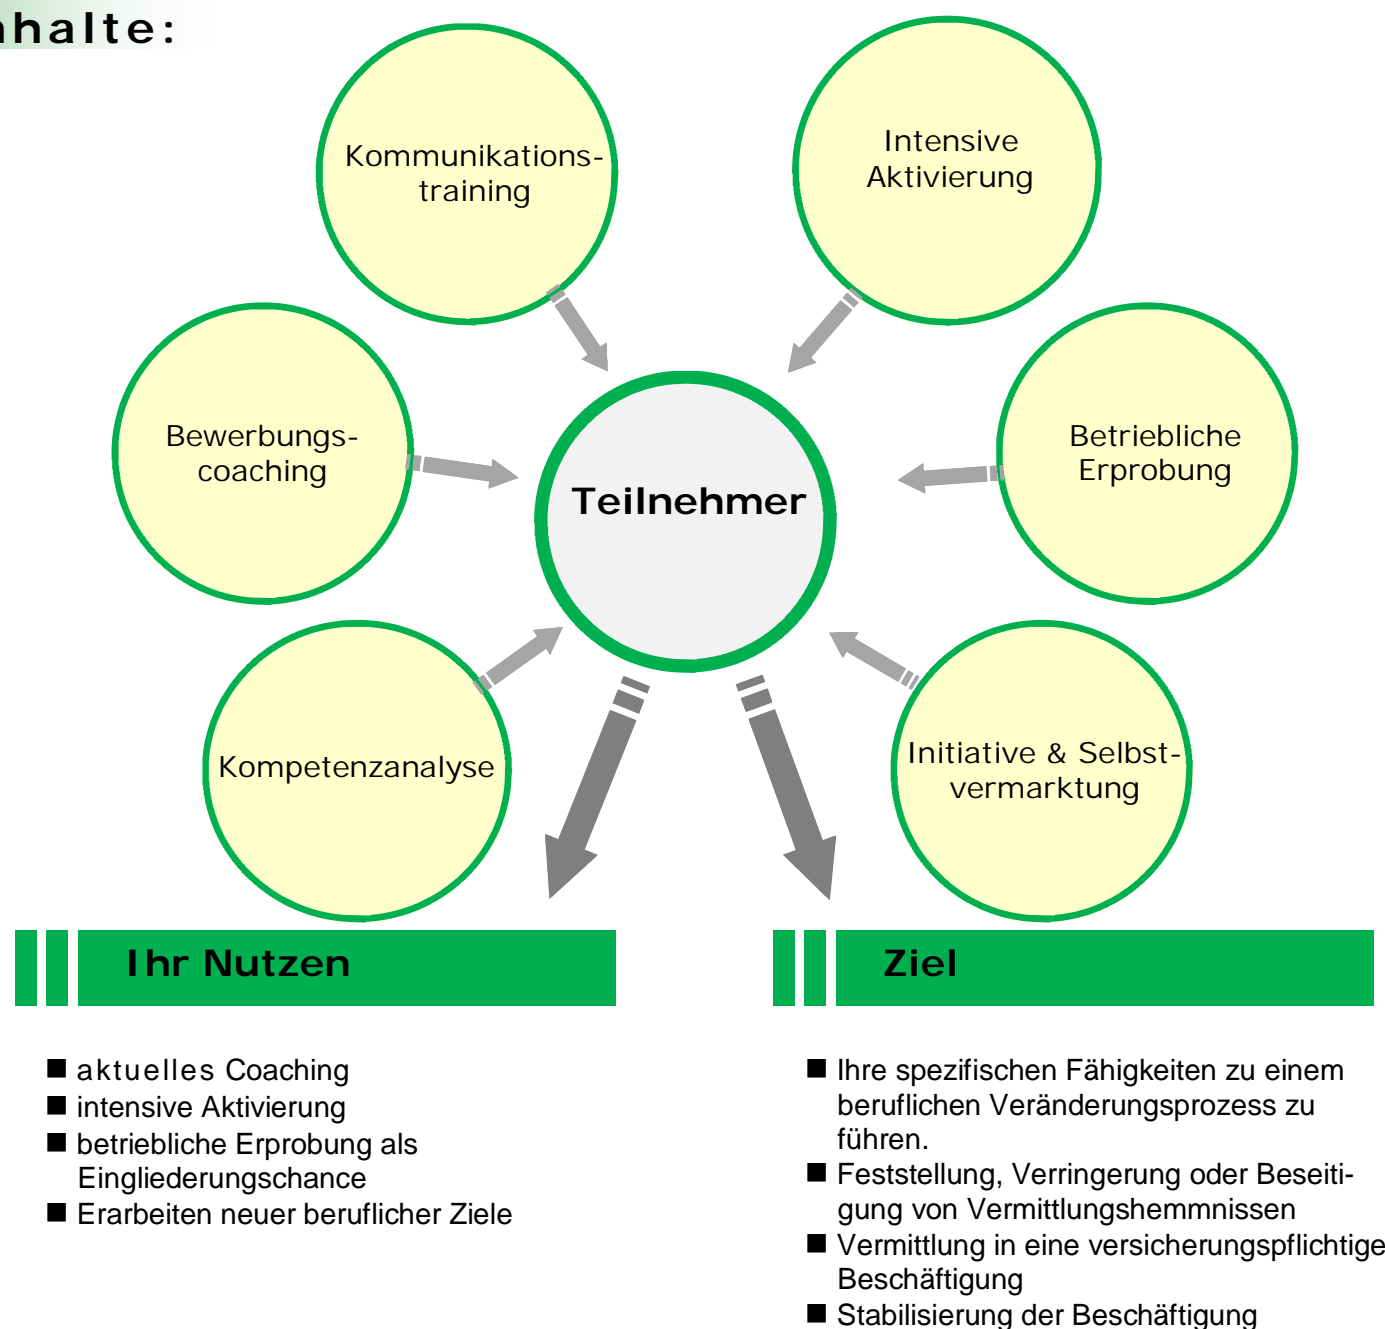 nhalte:
Kommunikations-
training
Intensive
Aktivierung
Bewerbungs-
coaching
Betriebliche
Erprobung
Teilnehmer
Kompetenzanalyse
Initiative & Selbst-
vermarktung
Ihr Nutzen
■ aktuelles Coaching
■ intensive Aktivierung
■ betriebliche Erprobung als
Eingliederungschance
■ Erarbeiten neuer beruflicher Ziele
Ziel
■ Ihre spezifischen Fähigkeiten zu einem
beruflichen Veränderungsprozess zu
führen.
■ Feststellung, Verringerung oder Beseiti-
gung von Vermittlungshemmnissen
■ Vermittlung in eine versicherungspflichtige
Beschäftigung
■ Stabilisierung der Beschäftigung